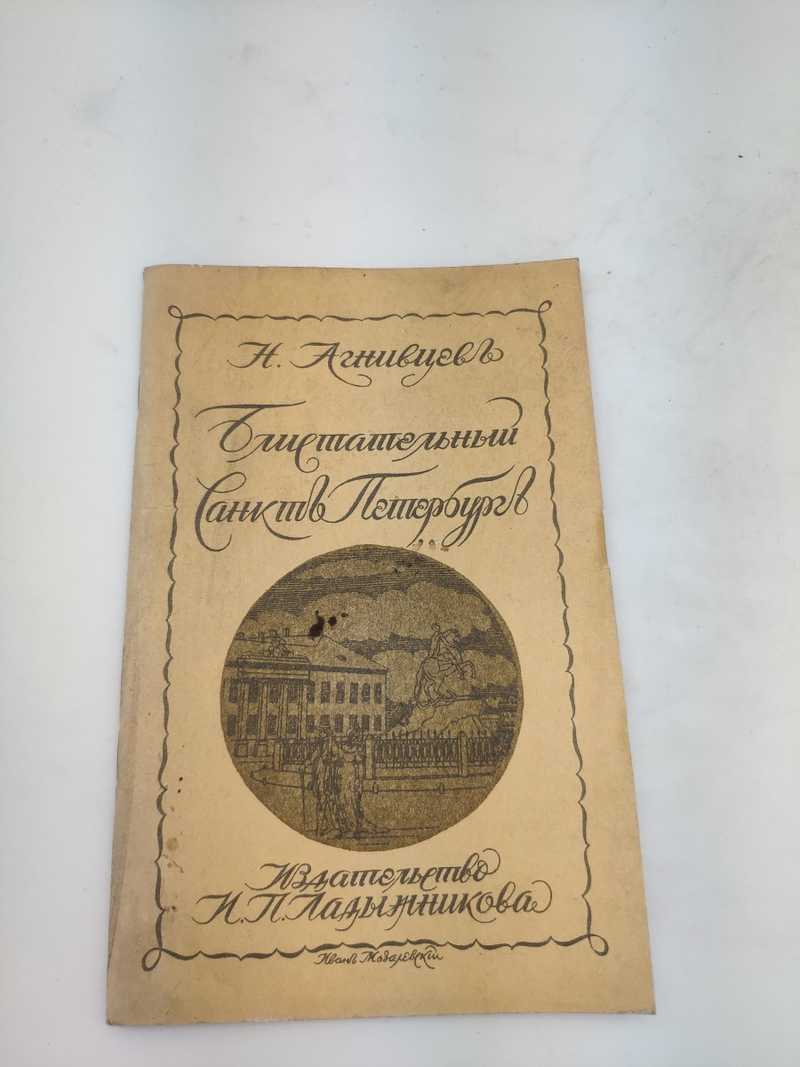 Н. Агнивцевъ
Блистательный
Санктъ Петербургъ
Издательство
И. П. Ладыжникова
Иванъ Мозалевскій